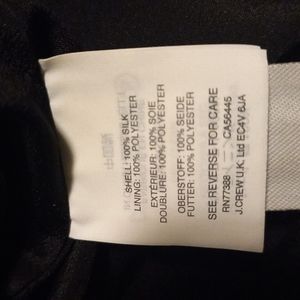 SHELL: 100% SILK
LINING: 100% POLYESTER
EXTÉRIEUR: 100% SOIE
DOUBLURE: 100% POLYESTER
OBERSTOFF: 100% SEIDE
FUTTER: 100% POLYESTER
SEE REVERSE FOR CARE
RN77388 CA56445
J.CREW U.K. Ltd EC4V 6JA